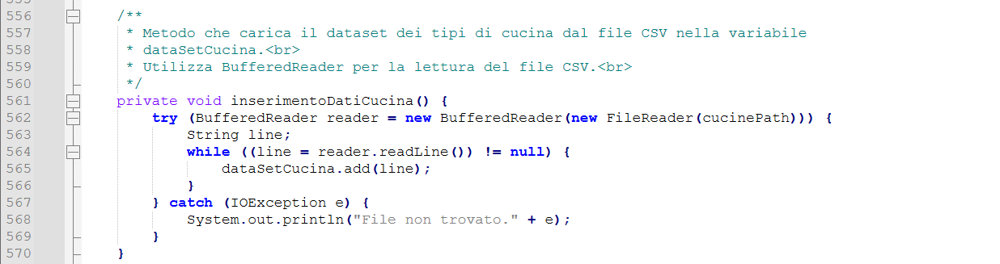 555
556 /**
557 * Metodo che carica il dataset dei tipi di cucina dal file CSV nella variabile
558 * dataSetCucina.<br>
559 * Utilizza BufferedReader per la lettura del file CSV.<br>
560 */
561 private void inserimentoDatiCucina() {
562 try (BufferedReader reader = new BufferedReader(new FileReader(cucinePath))) {
563 String line;
564 while ((line = reader.readLine()) != null) {
565 dataSetCucina.add(line);
566 }
567 } catch (IOException e) {
568 System.out.println("File non trovato." + e);
569 }
570 }